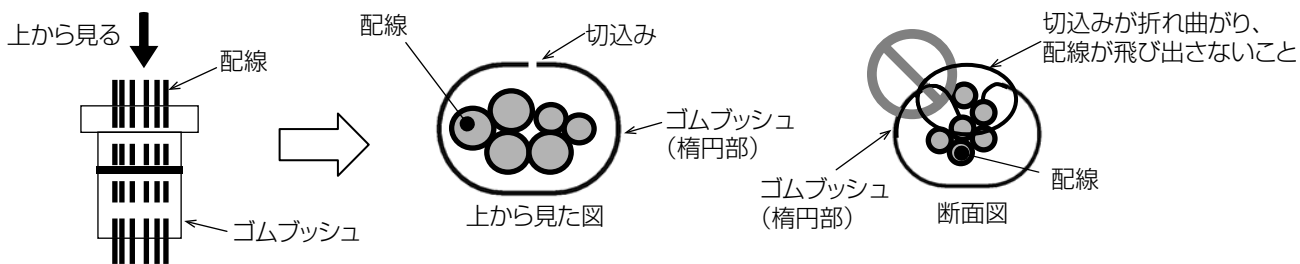 上から見る
配線
ゴムブッシュ
配線
切込み
ゴムブッシュ
(楕円部)
上から見た図
切込みが折れ曲がり、
配線が飛び出さないこと
ゴムブッシュ
(楕円部)
配線
断面図